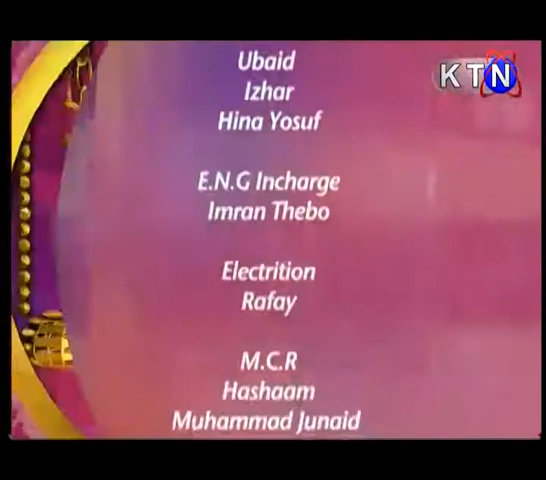 KTN
Ubaid
Izhar
Hina Yosuf
E.N.G Incharge
Imran Thebo
Electrition
Rafay
M.C.R
Hashaam
Muhammad Junaid